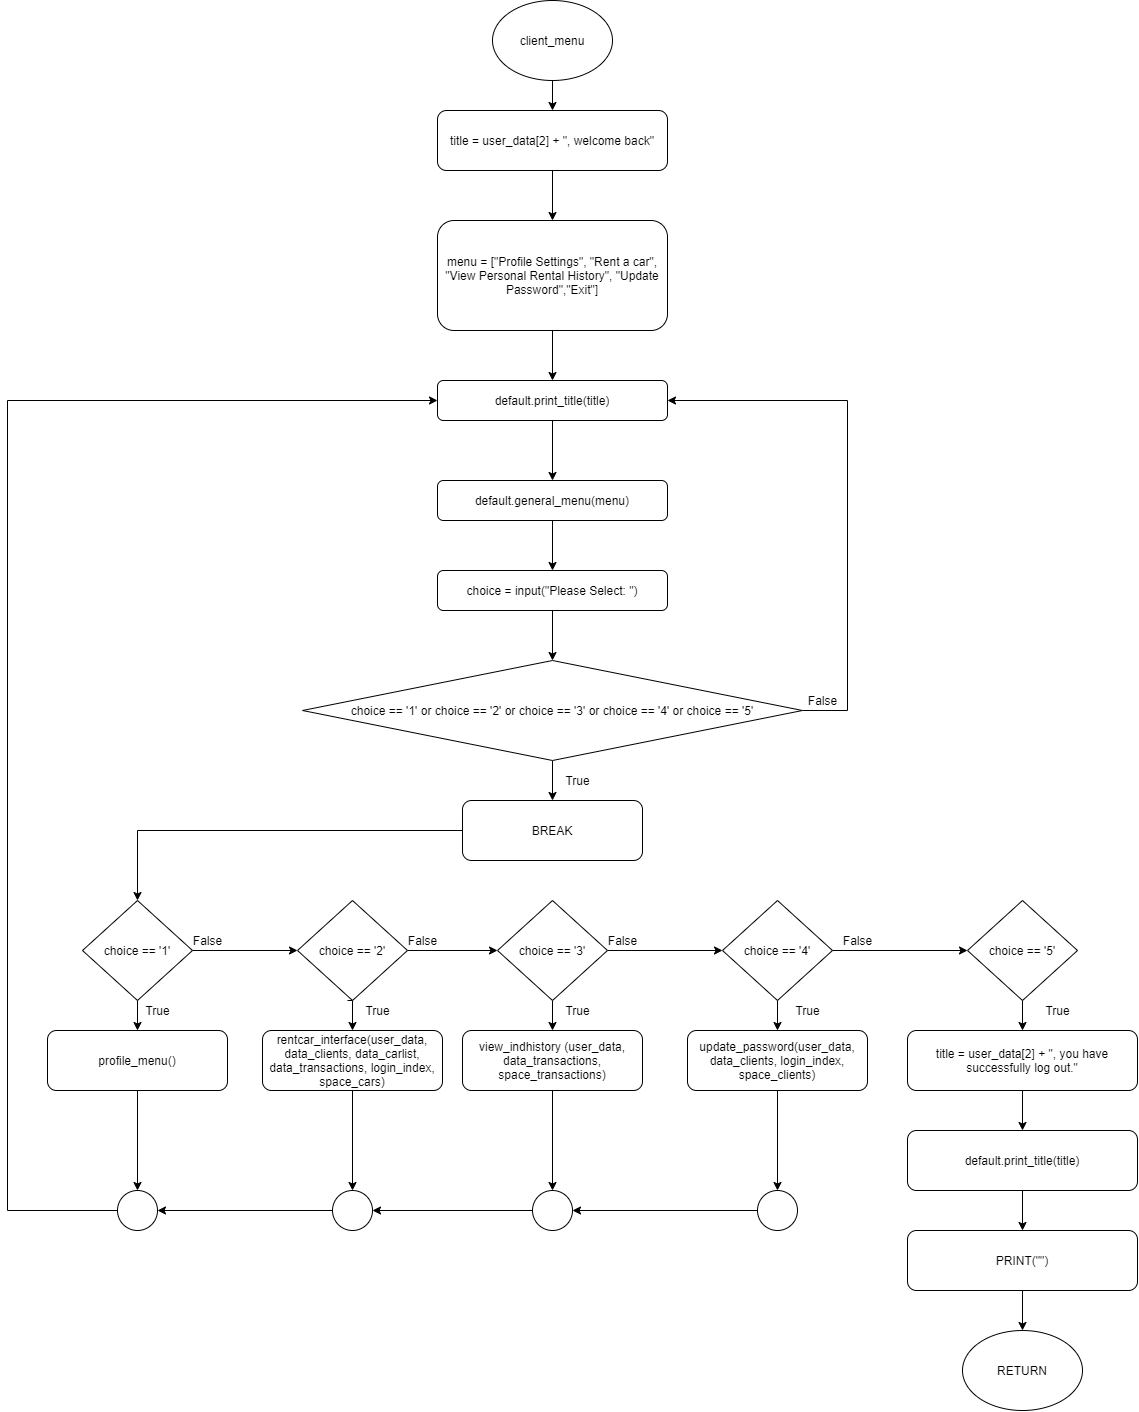 client_menu
title = user_data[2] + ", welcome back"
menu = ["Profile Settings", "Rent a car",
"View Personal Rental History", "Update
Password","Exit"]
default.print_title(title)
default.general_menu(menu)
choice = input("Please Select: ")
choice == '1' or choice == '2' or choice == '3' or choice == '4' or choice == '5'
False
True
BREAK
choice == '1'
False
choice == '2'
False
choice == '3'
False
choice == '4'
False
choice == '5'
True
True
True
True
True
profile_menu()
rentcar_interface(user_data,
data_clients, data_carlist,
data_transactions, login_index,
space_cars)
view_indhistory (user_data,
data_transactions,
space_transactions)
update_password(user_data,
data_clients, login_index,
space_clients)
title = user_data[2] + ", you have
successfully log out."
default.print_title(title)
PRINT("")
RETURN